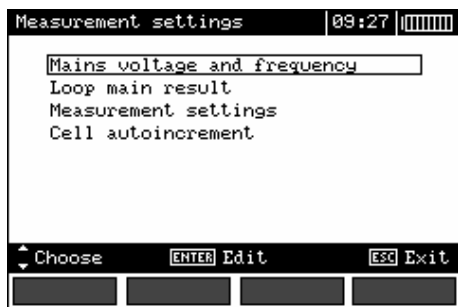 Measurement settings 09:27
Mains voltage and frequency
Loop main result
Measurement settings
Cell autoincrement
Choose ENTER Edit ESC Exit